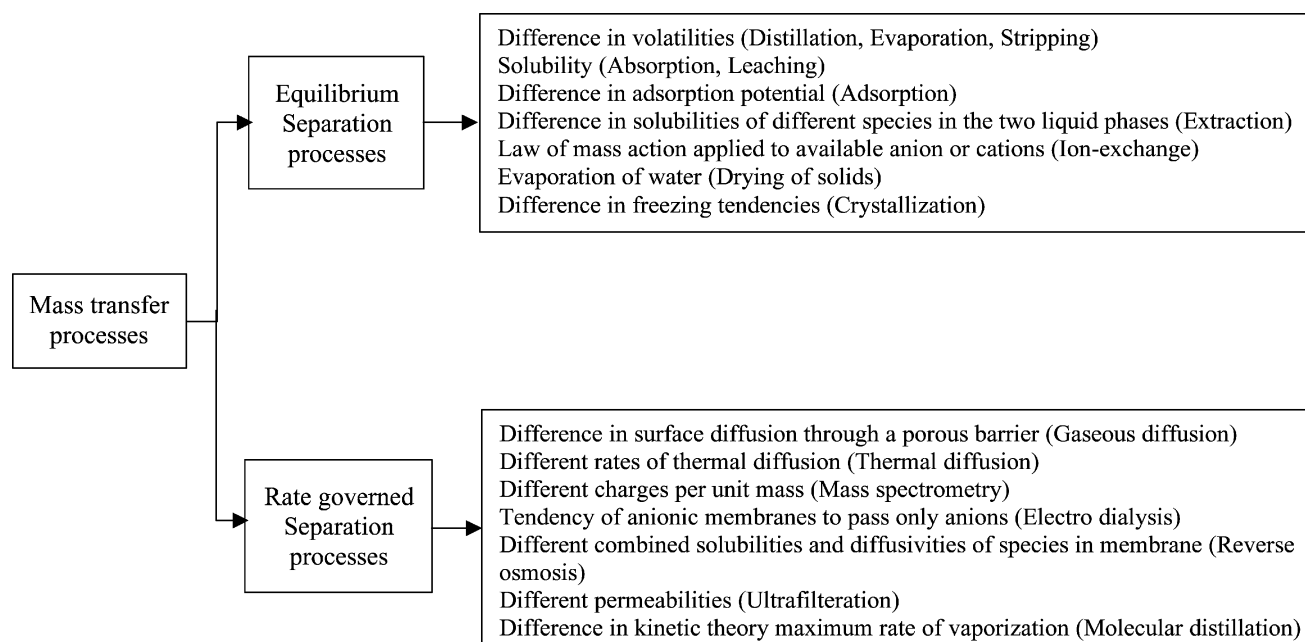 Difference in volatilities (Distillation, Evaporation, Stripping)
Solubility (Absorption, Leaching)
Difference in adsorption potential (Adsorption)
Difference in solubilities of different species in the two liquid phases (Extraction)
Law of mass action applied to available anion or cations (Ion-exchange)
Evaporation of water (Drying of solids)
Difference in freezing tendencies (Crystallization)
Equilibrium
Separation
processes
Mass transfer
processes
Rate governed
Separation
processes
Difference in surface diffusion through a porous barrier (Gaseous diffusion)
Different rates of thermal diffusion (Thermal diffusion)
Different charges per unit mass (Mass spectrometry)
Tendency of anionic membranes to pass only anions (Electro dialysis)
Different combined solubilities and diffusivities of species in membrane (Reverse
osmosis)
Different permeabilities (Ultrafilteration)
Difference in kinetic theory maximum rate of vaporization (Molecular distillation)